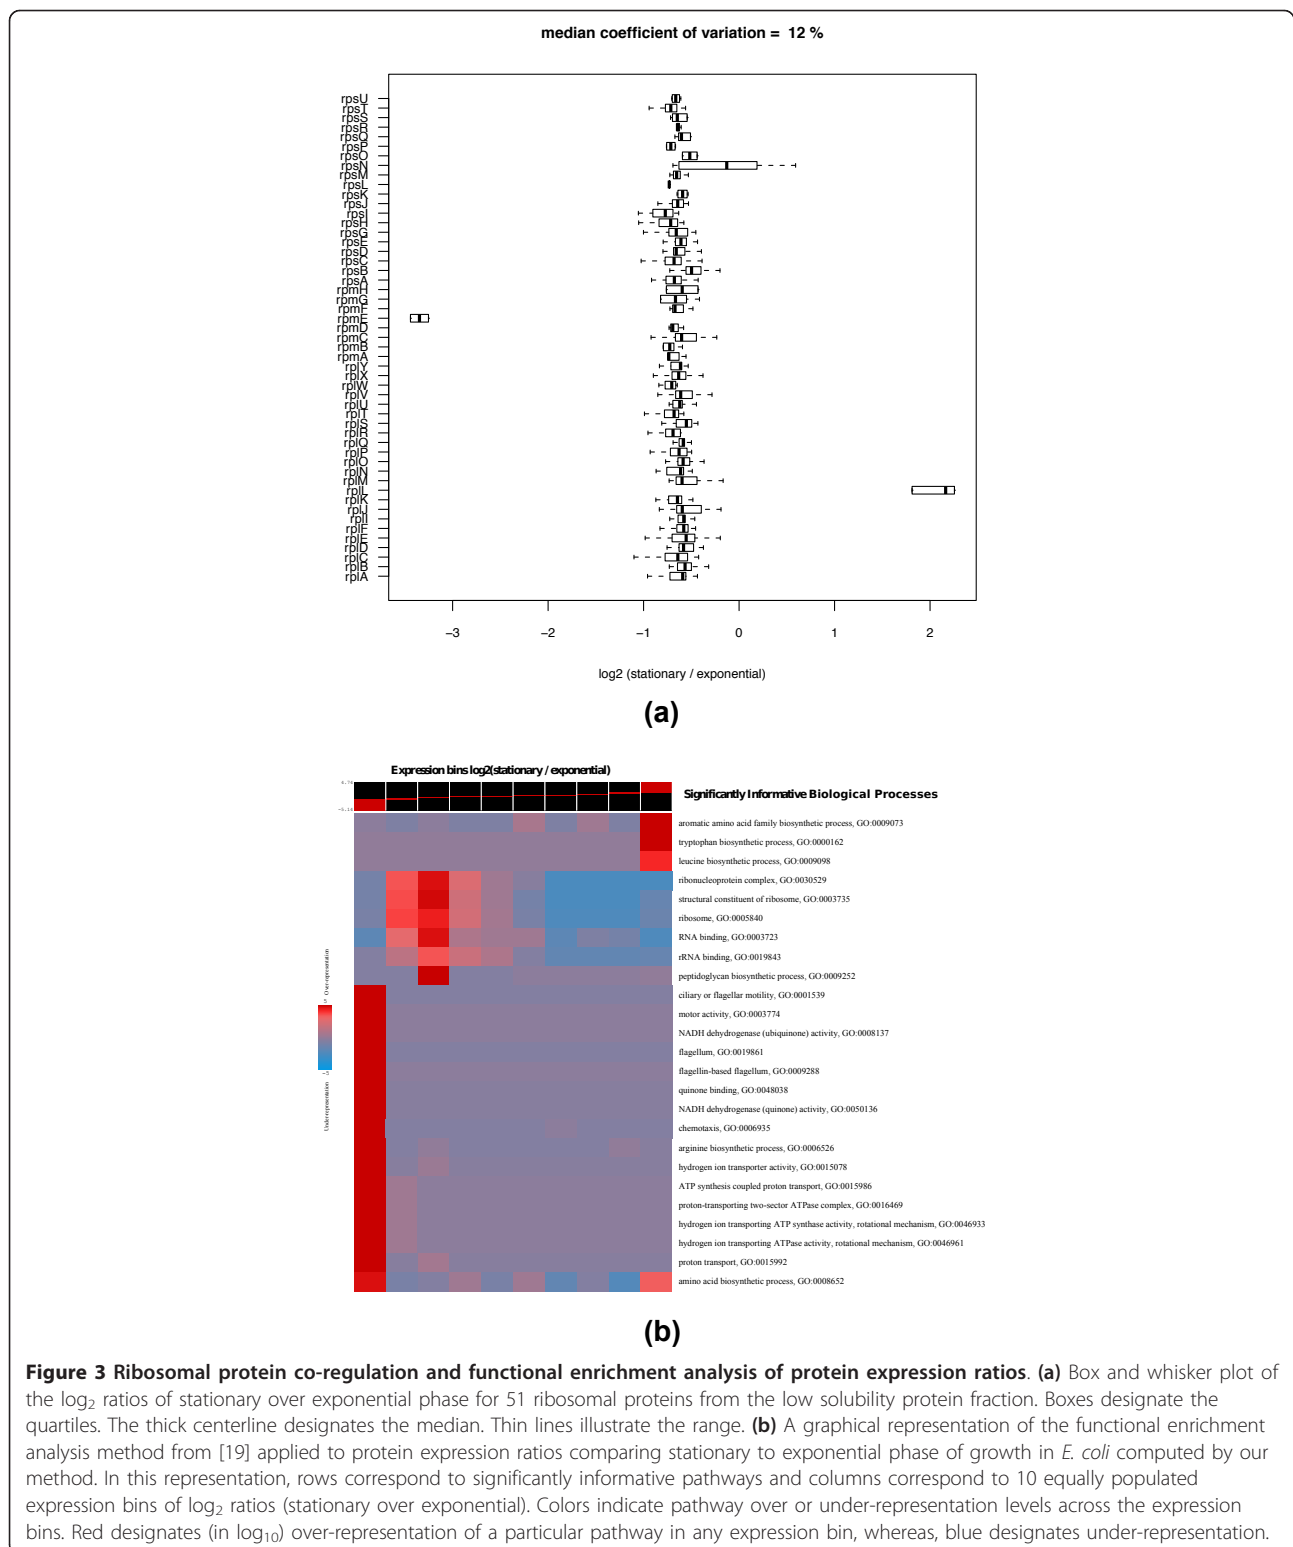 median coefficient of variation = 12 %
rpsU
rpsT
rpsS
rpsR
rpsQ
rpsP
rpsO
rpsN
rpsM
rpsL
rpsK
rpsJ
rpsI
rpsH
rpsG
rpsE
rpsD
rpsC
rpsB
rpsA
rpmH
rpmG
rpmF
rpmE
rpmD
rpmC
rpmB
rpmA
rplY
rplX
rplW
rplV
rplU
rplT
rplS
rplR
rplQ
rplP
rplO
rplN
rplM
rplL
rplK
rplJ
rplI
rplF
rplE
rplD
rplC
rplB
rplA
−3 −2 −1 0 1 2
log2 (stationary / exponential)
(a)
Expression bins log2(stationary / exponential)
Significantly Informative Biological Processes
aromatic amino acid family biosynthetic process, GO:0009073
tryptophan biosynthetic process, GO:0000162
leucine biosynthetic process, GO:0009098
ribonucleoprotein complex, GO:0030529
structural constituent of ribosome, GO:0003735
ribosome, GO:0005840
RNA binding, GO:0003723
rRNA binding, GO:0019843
peptidoglycan biosynthetic process, GO:0009252
ciliary or flagellar motility, GO:0001539
motor activity, GO:0003774
NADH dehydrogenase (ubiquinone) activity, GO:0008137
flagellum, GO:0019861
flagellin-based flagellum, GO:0009288
quinone binding, GO:0048038
NADH dehydrogenase (quinone) activity, GO:0050136
chemotaxis, GO:0006935
arginine biosynthetic process, GO:0006526
hydrogen ion transporter activity, GO:0015078
ATP synthesis coupled proton transport, GO:0015986
proton-transporting two-sector ATPase complex, GO:0016469
hydrogen ion transporting ATP synthase activity, rotational mechanism, GO:0046933
hydrogen ion transporting ATPase activity, rotational mechanism, GO:0046961
proton transport, GO:0015992
amino acid biosynthetic process, GO:0008652
Over-representation
Under-representation
(b)
Figure 3 Ribosomal protein co-regulation and functional enrichment analysis of protein expression ratios. (a) Box and whisker plot of
the log2 ratios of stationary over exponential phase for 51 ribosomal proteins from the low solubility protein fraction. Boxes designate the
quartiles. The thick centerline designates the median. Thin lines illustrate the range. (b) A graphical representation of the functional enrichment
analysis method from [19] applied to protein expression ratios comparing stationary to exponential phase of growth in E. coli computed by our
method. In this representation, rows correspond to significantly informative pathways and columns correspond to 10 equally populated
expression bins of log2 ratios (stationary over exponential). Colors indicate pathway over or under-representation levels across the expression
bins. Red designates (in log10) over-representation of a particular pathway in any expression bin, whereas, blue designates under-representation.